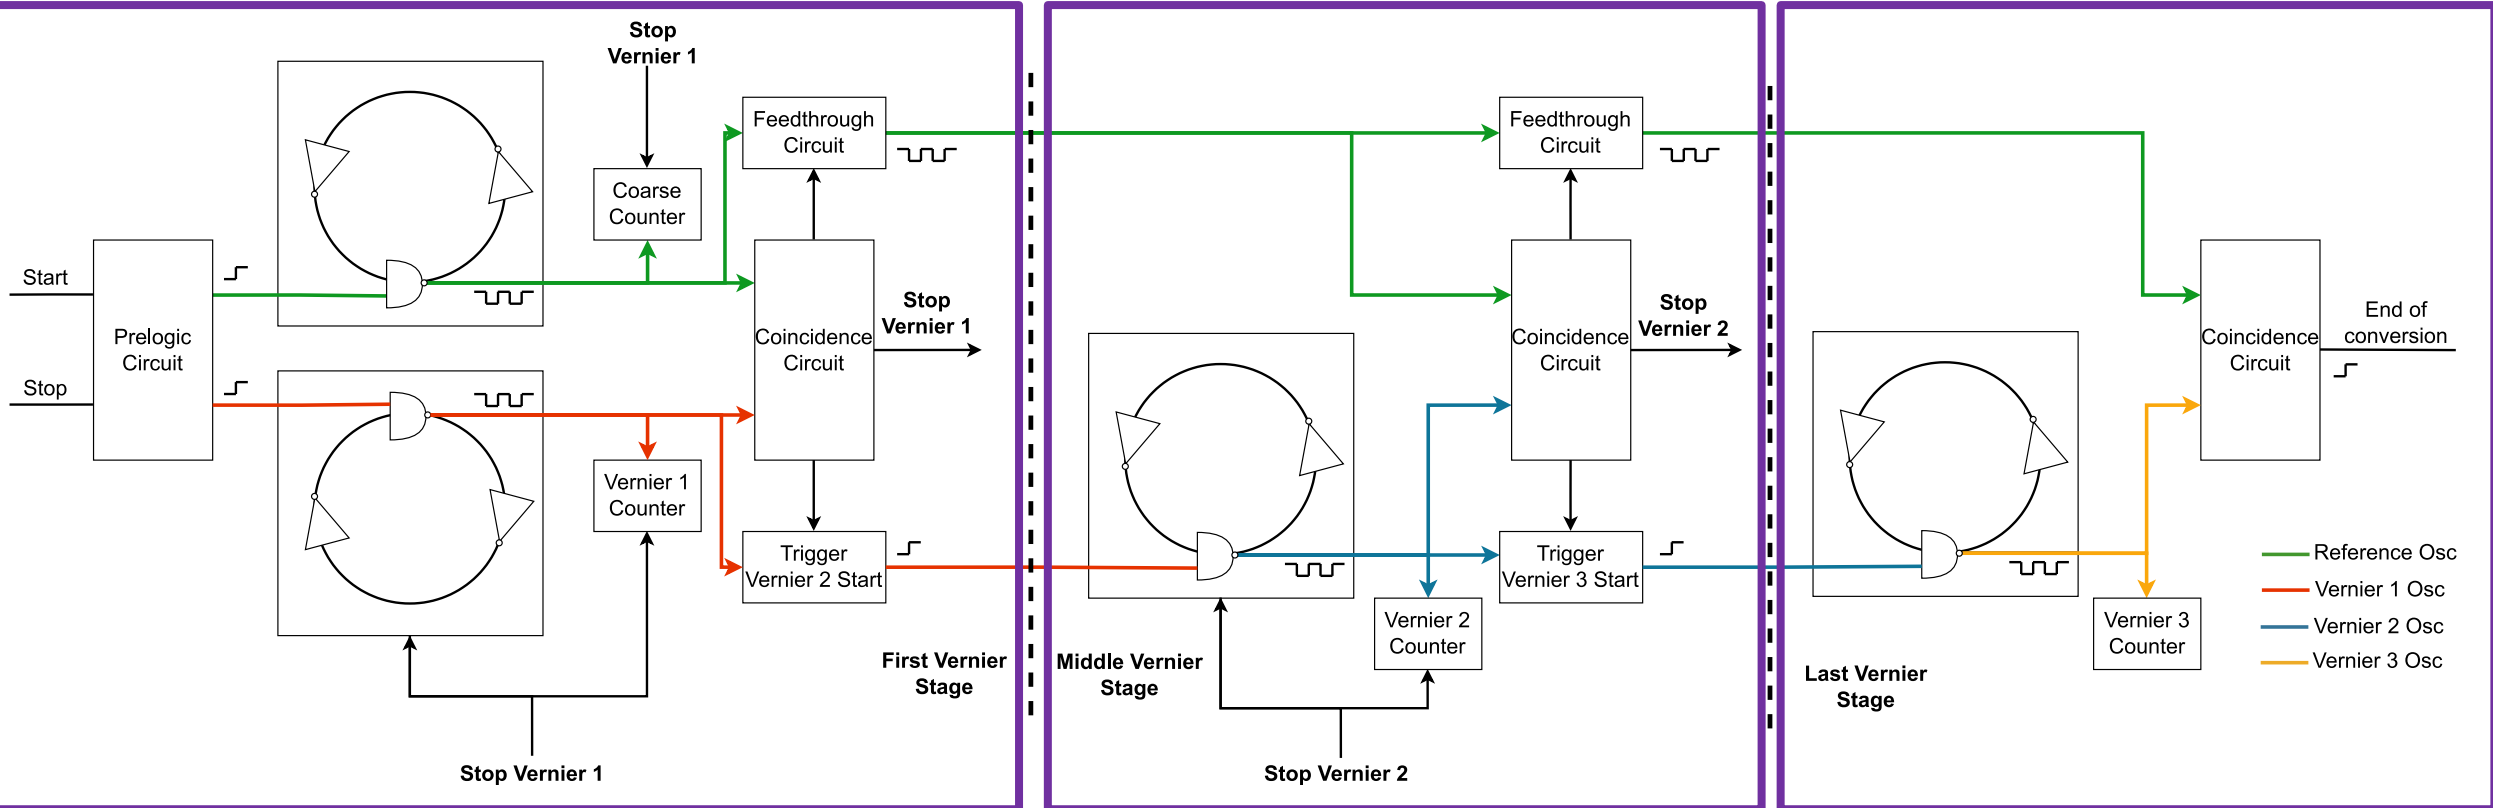 Start
Stop
Prelogic
Circuit
Stop
Vernier 1
Coarse
Counter
Feedthrough
Circuit
Coincidence
Circuit
Stop
Vernier 1
Vernier 1
Counter
Trigger
Vernier 2 Start
Stop Vernier 1
First Vernier
Stage
Feedthrough
Circuit
Coincidence
Circuit
Stop
Vernier 2
Trigger
Vernier 3 Start
Vernier 2
Counter
Middle Vernier
Stage
Stop Vernier 2
Coincidence
Circuit
End of
conversion
Vernier 3
Counter
Last Vernier
Stage
Reference Osc
Vernier 1 Osc
Vernier 2 Osc
Vernier 3 Osc